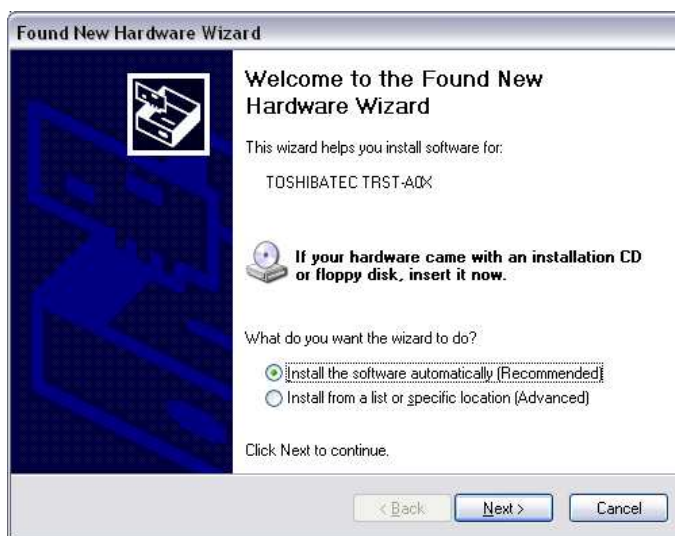 Found New Hardware Wizard
Welcome to the Found New
Hardware Wizard
This wizard helps you install software for:
TOSHIBATEC TRST-A0X
If your hardware came with an installation CD
or floppy disk, insert it now.
What do you want the wizard to do?
Install the software automatically (Recommended)
Install from a list or specific location (Advanced)
Click Next to continue.
< Back Next > Cancel